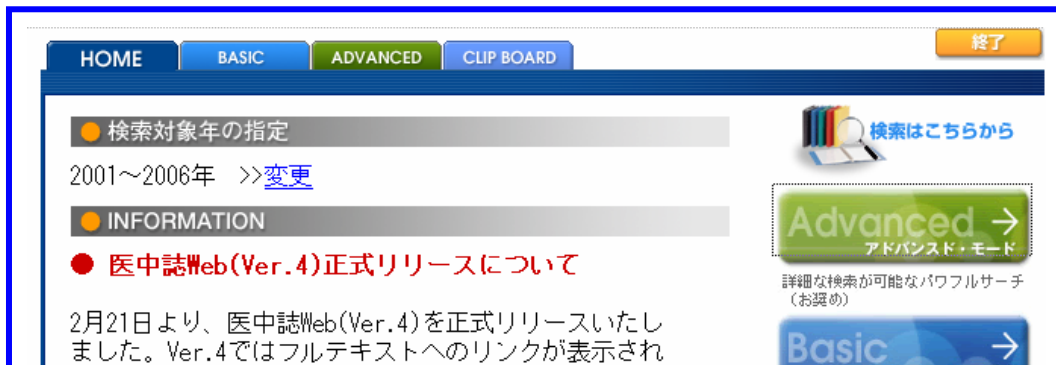 HOME BASIC ADVANCED CLIP BOARD 終了
検索対象年の指定
2001～2006年 >>変更
INFORMATION
● 医中誌Web(Ver.4)正式リリースについて
2月21日より、医中誌Web(Ver.4)を正式リリースいたし
ました。Ver.4ではフルテキストへのリンクが表示され
検索はこちらから
Advanced →
アドバンスド・モード
詳細な検索が可能なパワフルサーチ
（お奨め）
Basic →